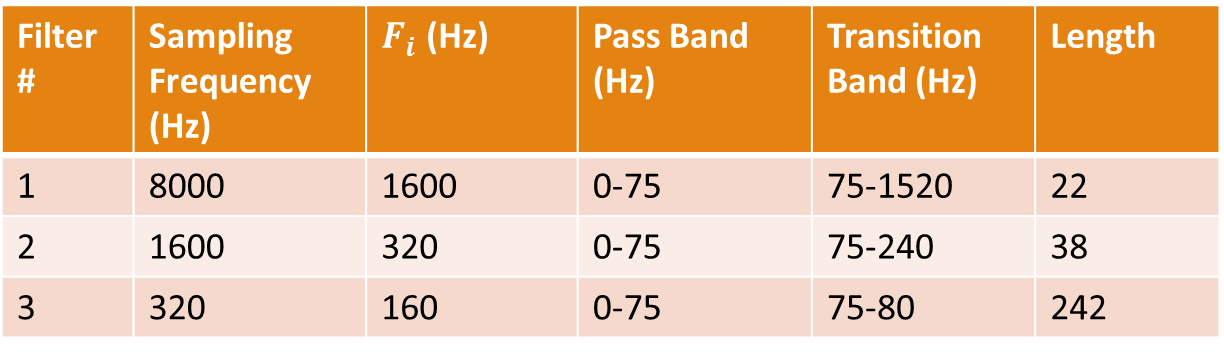 Filter # Sampling Frequency (Hz) F_i (Hz) Pass Band (Hz) Transition Band (Hz) Length
1 8000 1600 0-75 75-1520 22
2 1600 320 0-75 75-240 38
3 320 160 0-75 75-80 242